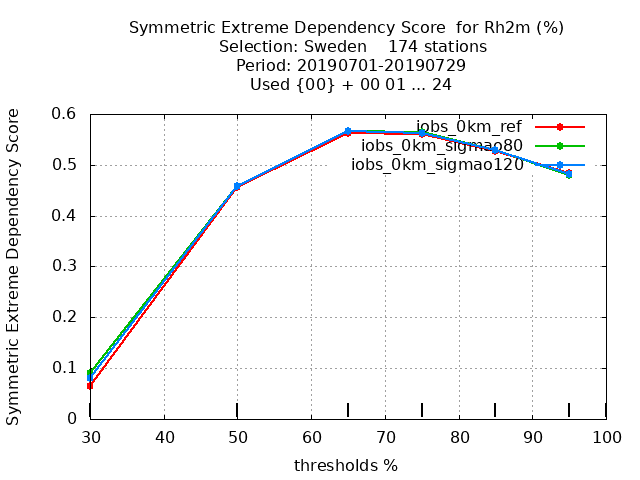 Symmetric Extreme Dependency Score  for Rh2m (%)
Selection: Sweden    174 stations
Period: 20190701-20190729
Used {00} + 00 01 ... 24
Symmetric Extreme Dependency Score
0.6
0.5
0.4
0.3
0.2
0.1
0
iobs_0km_ref
iobs_0km_sigmao80
iobs_0km_sigmao120
30 40 50 60 70 80 90 100
thresholds %